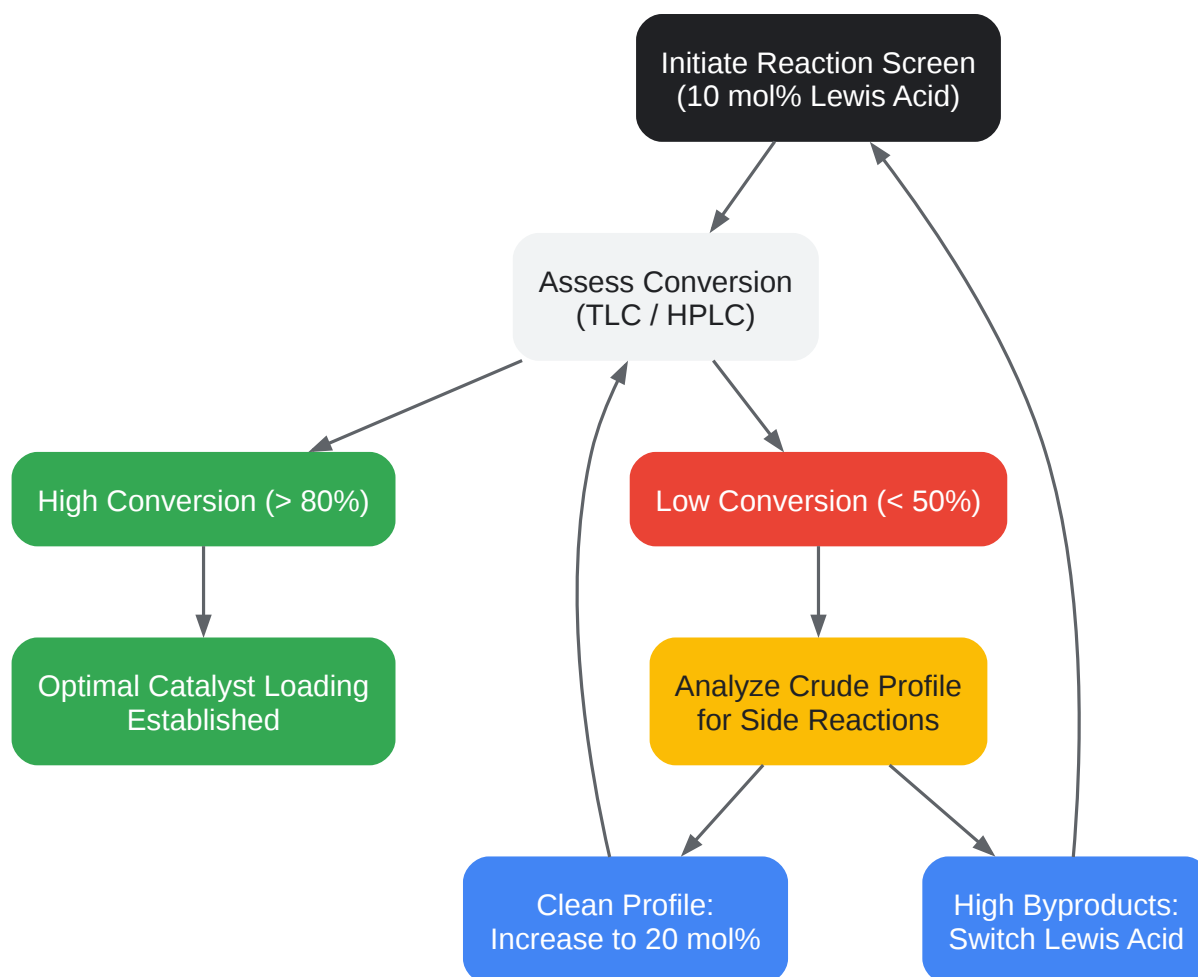 Initiate Reaction Screen
(10 mol% Lewis Acid)
Assess Conversion
(TLC / HPLC)
High Conversion (> 80%)
Low Conversion (< 50%)
Optimal Catalyst Loading
Established
Analyze Crude Profile
for Side Reactions
Clean Profile:
Increase to 20 mol%
High Byproducts:
Switch Lewis Acid